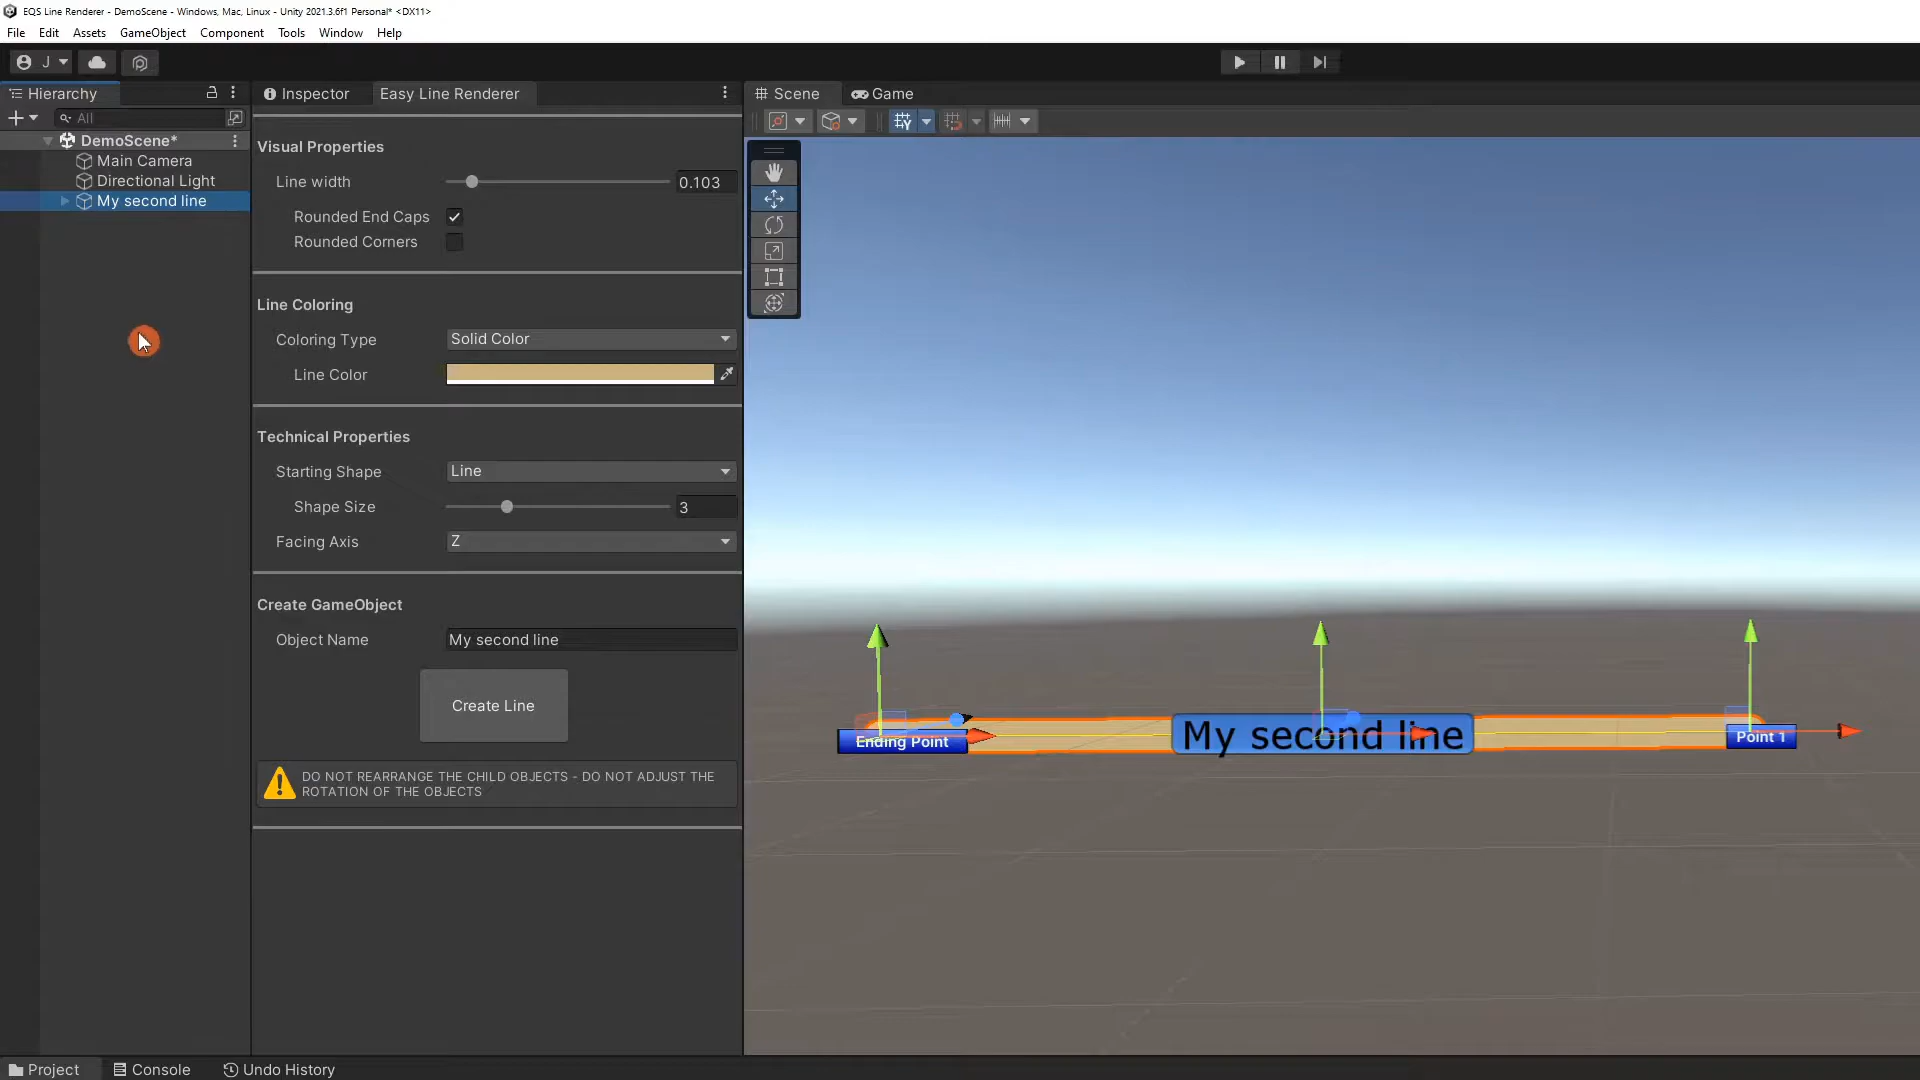 EQS Line Renderer - DemoScene - Windows, Mac, Linux - Unity 2021.3.6f1 Personal* <DX11>
File Edit Assets GameObject Component Tools Window Help
J
Hierarchy
All
DemoScene*
Main Camera
Directional Light
My second line
Inspector Easy Line Renderer
Visual Properties
Line width 0.103
Rounded End Caps
Rounded Corners
Line Coloring
Coloring Type Solid Color
Line Color
Technical Properties
Starting Shape Line
Shape Size 3
Facing Axis Z
Create GameObject
Object Name My second line
Create Line
DO NOT REARRANGE THE CHILD OBJECTS - DO NOT ADJUST THE
ROTATION OF THE OBJECTS
Scene Game
Ending Point My second line Point 1
Project Console Undo History